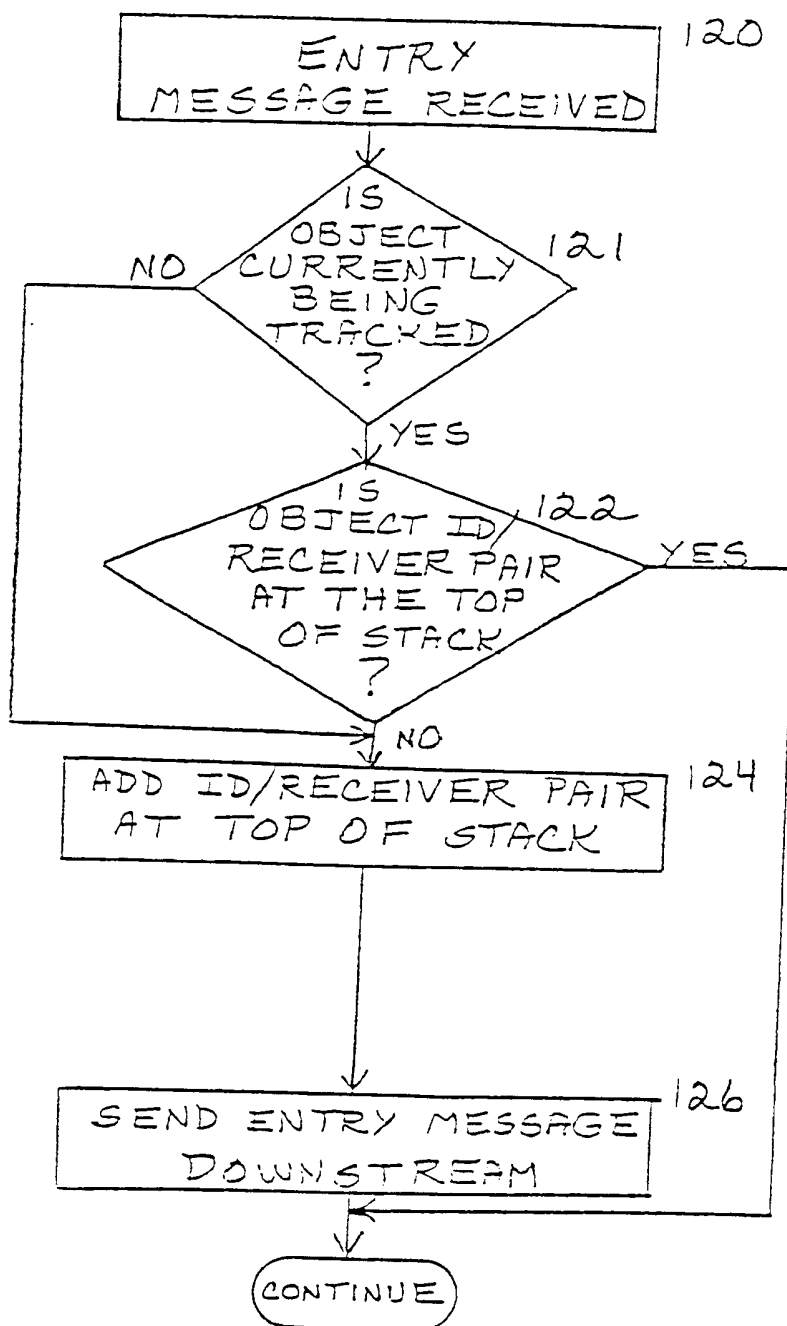 120
ENTRY
MESSAGE RECEIVED
IS
OBJECT
CURRENTLY
BEING
TRACKED
?
121
NO
YES
IS
OBJECT ID
RECEIVER PAIR
AT THE TOP
OF STACK
?
122
YES
NO
ADD ID/RECEIVER PAIR
AT TOP OF STACK
124
SEND ENTRY MESSAGE
DOWNSTREAM
126
CONTINUE